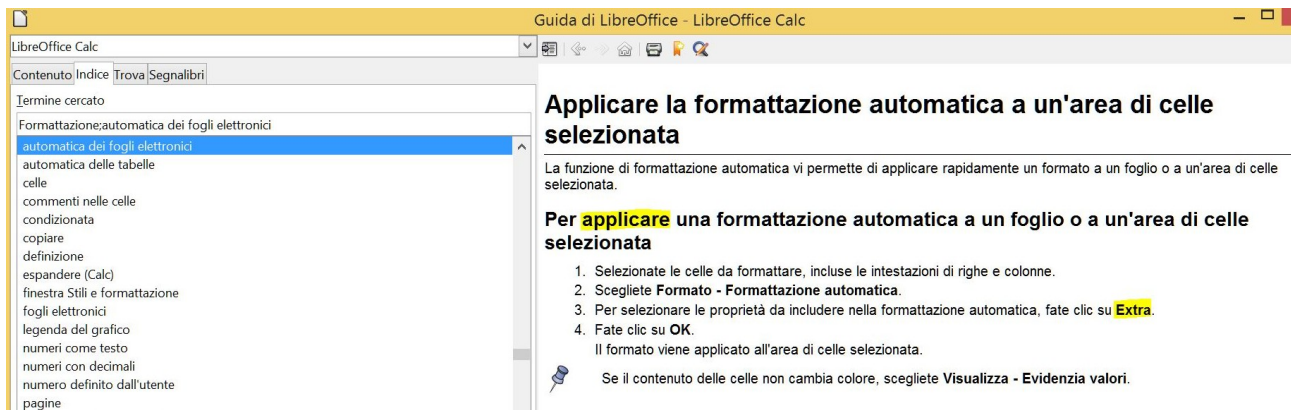 Guida di LibreOffice - LibreOffice Calc
LibreOffice Calc
Contenuto Indice Trova Segnalibri
Termine cercato
Formattazione;automatica dei fogli elettronici
automatica dei fogli elettronici
automatica delle tabelle
celle
commenti nelle celle
condizionata
copiare
definizione
espandere (Calc)
finestra Stili e formattazione
fogli elettronici
legenda del grafico
numeri come testo
numeri con decimali
numero definito dall'utente
pagine
Applicare la formattazione automatica a un'area di celle
selezionata
La funzione di formattazione automatica vi permette di applicare rapidamente un formato a un foglio o a un'area di celle
selezionata.
Per applicare una formattazione automatica a un foglio o a un'area di celle
selezionata
1. Selezionate le celle da formattare, incluse le intestazioni di righe e colonne.
2. Scegliete Formato - Formattazione automatica.
3. Per selezionare le proprietà da includere nella formattazione automatica, fate clic su Extra.
4. Fate clic su OK.
Il formato viene applicato all'area di celle selezionata.
Se il contenuto delle celle non cambia colore, scegliete Visualizza - Evidenzia valori.